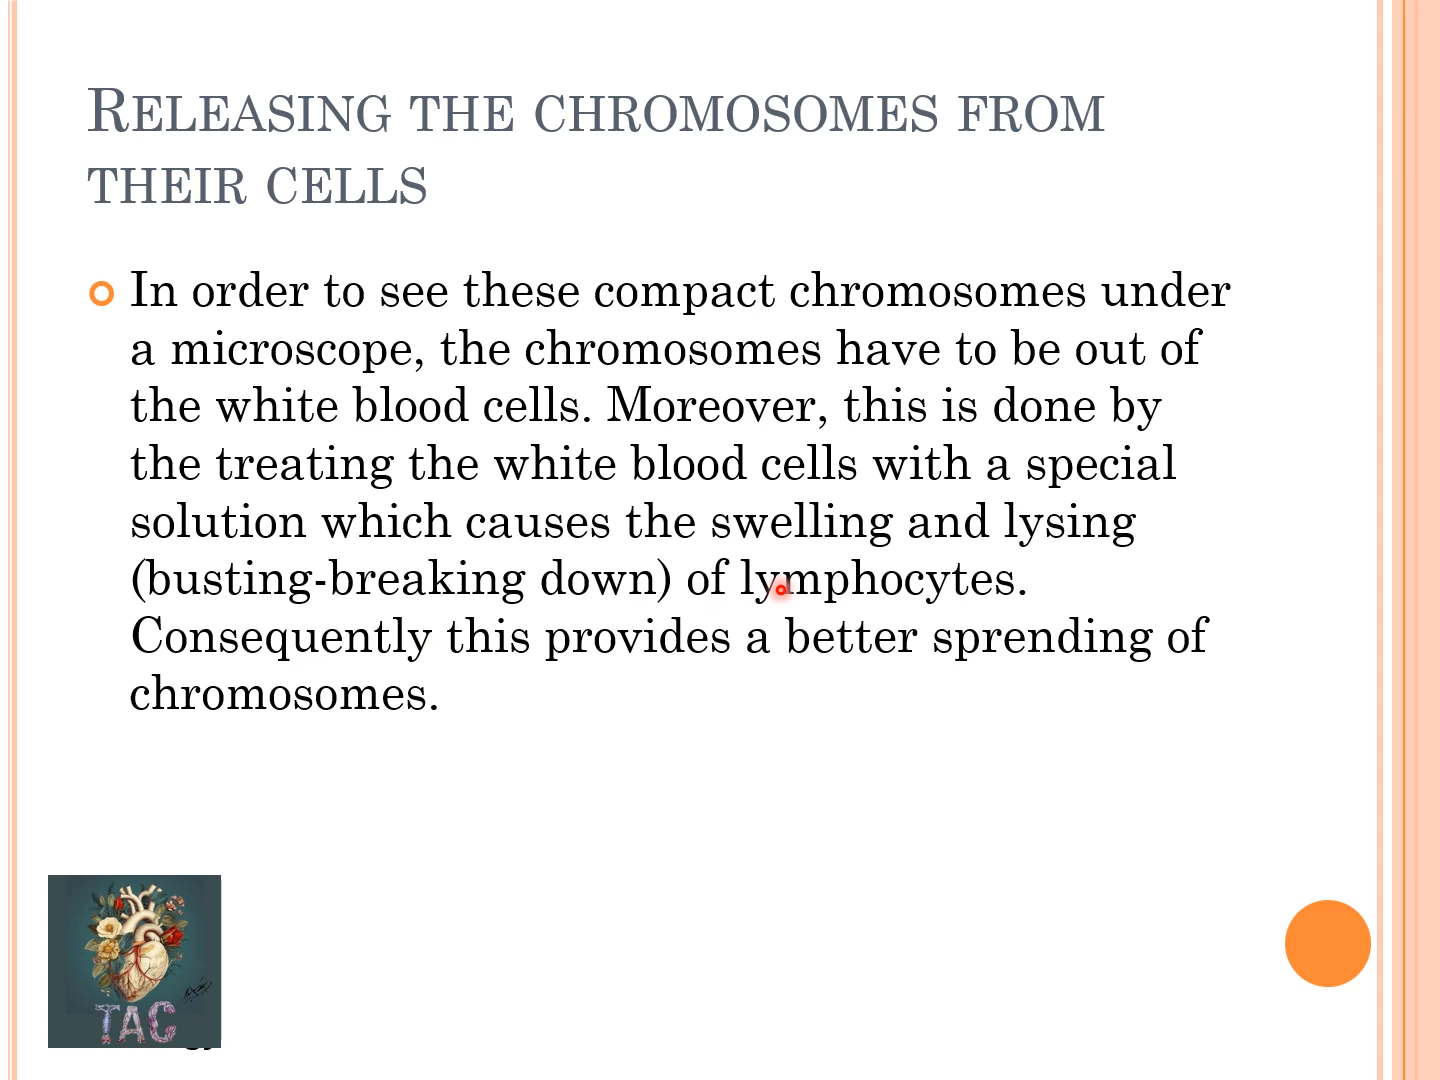 RELEASING THE CHROMOSOMES FROM
THEIR CELLS
In order to see these compact chromosomes under
a microscope, the chromosomes have to be out of
the white blood cells. Moreover, this is done by
the treating the white blood cells with a special
solution which causes the swelling and lysing
(busting-breaking down) of lymphocytes.
Consequently this provides a better sprending of
chromosomes.
TAC